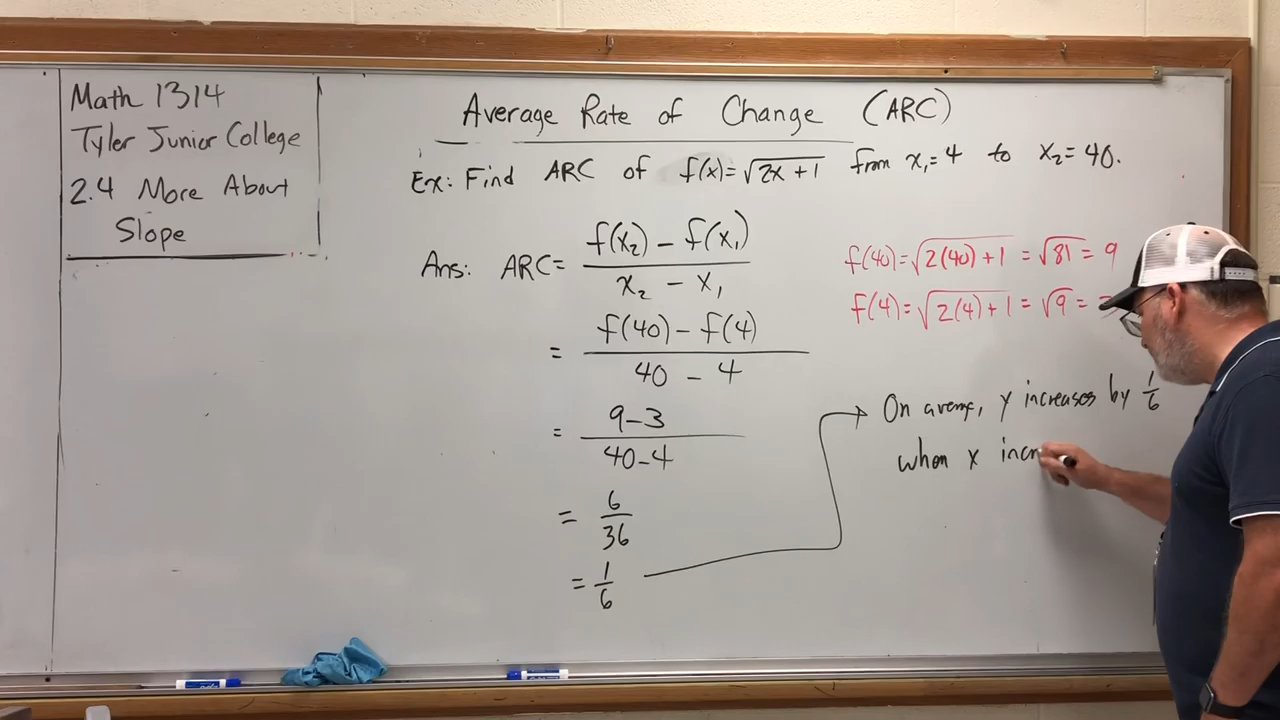 Math 1314
Tyler Junior College
2.4 More About
Slope
Average Rate of Change (ARC)
Ex: Find ARC of f(x)=√2x+1 from x₁=4 to x₂=40.
Ans: ARC= f(x₂) – f(x₁) / x₂ – x₁
= f(40) – f(4) / 40 – 4
= 9–3 / 40–4
= 6/36
= 1/6
f(40)=√2(40)+1 = √81 = 9
f(4)=√2(4)+1 = √9 =
On average, y increases by 1/6
when x incr